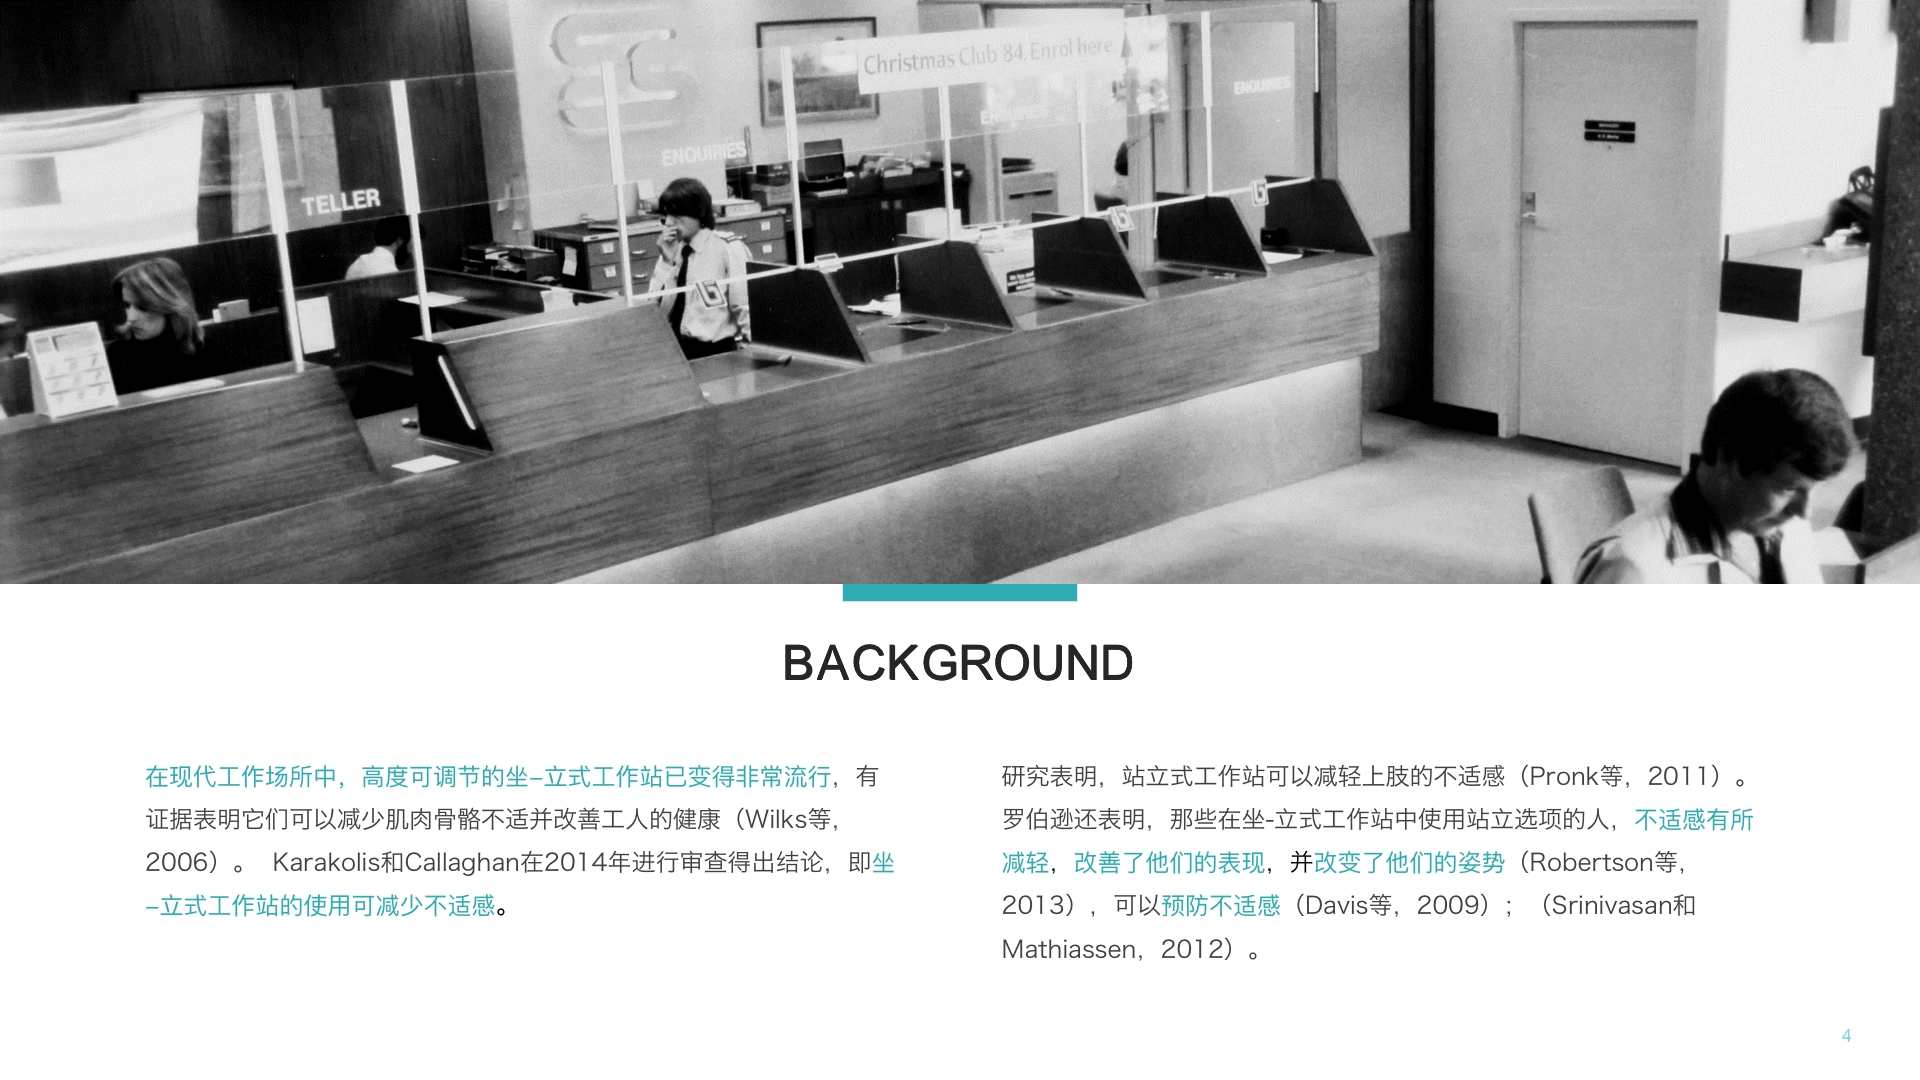 Christmas Club 84. Enrol here.
ENQUIRIES
ENQUIRIES
ENQUIRIES
TELLER
BACKGROUND
在现代工作场所中，高度可调节的坐–立式工作站已变得非常流行，有
证据表明它们可以减少肌肉骨骼不适并改善工人的健康（Wilks等，
2006）。 Karakolis和Callaghan在2014年进行审查得出结论，即坐
–立式工作站的使用可减少不适感。
研究表明，站立式工作站可以减轻上肢的不适感（Pronk等，2011）。
罗伯逊还表明，那些在坐-立式工作站中使用站立选项的人，不适感有所
减轻，改善了他们的表现，并改变了他们的姿势（Robertson等，
2013），可以预防不适感（Davis等，2009）；（Srinivasan和
Mathiassen，2012）。
4